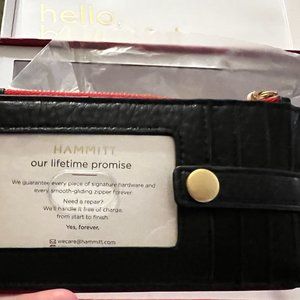 hello,
HAMMITT
our lifetime promise
We guarantee every piece of signature hardware and
every smooth-gliding zipper forever.
Need a repair?
We'll handle it free of charge,
from start to finish.
Yes, forever.
wecare@hammitt.com